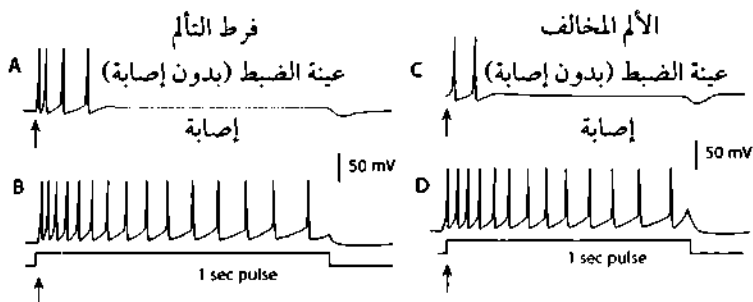 فرط التألم
الألم المخالف
A
عينة الضبط (بدون إصابة)
C
عينة الضبط (بدون إصابة)
إصابة
إصابة
50 mV
50 mV
B
D
1 sec pulse
1 sec pulse